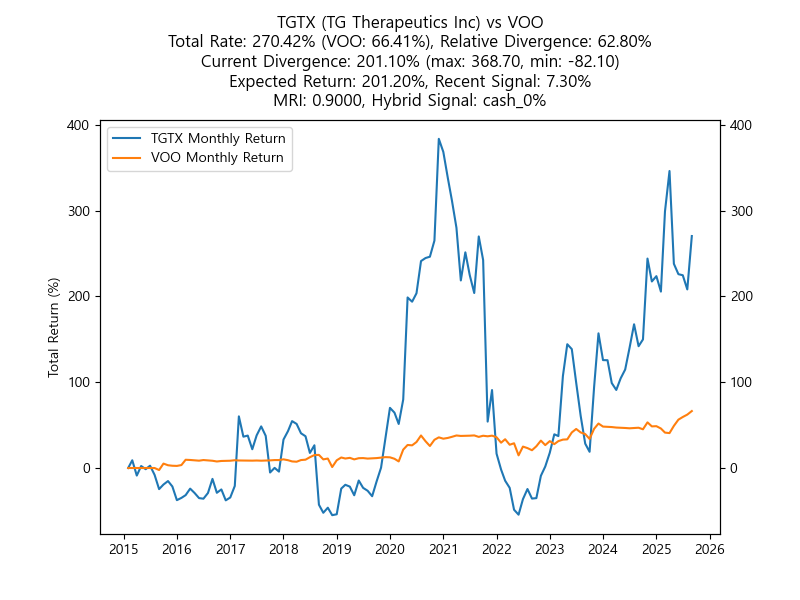 TGTX (TG Therapeutics Inc) vs VOO
Total Rate: 270.42% (VOO: 66.41%), Relative Divergence: 62.80%
Current Divergence: 201.10% (max: 368.70, min: -82.10)
Expected Return: 201.20%, Recent Signal: 7.30%
MRI: 0.9000, Hybrid Signal: cash_0%
TGTX Monthly Return
VOO Monthly Return
Total Return (%)
400
300
200
100
0
400
300
200
100
0
2015 2016 2017 2018 2019 2020 2021 2022 2023 2024 2025 2026